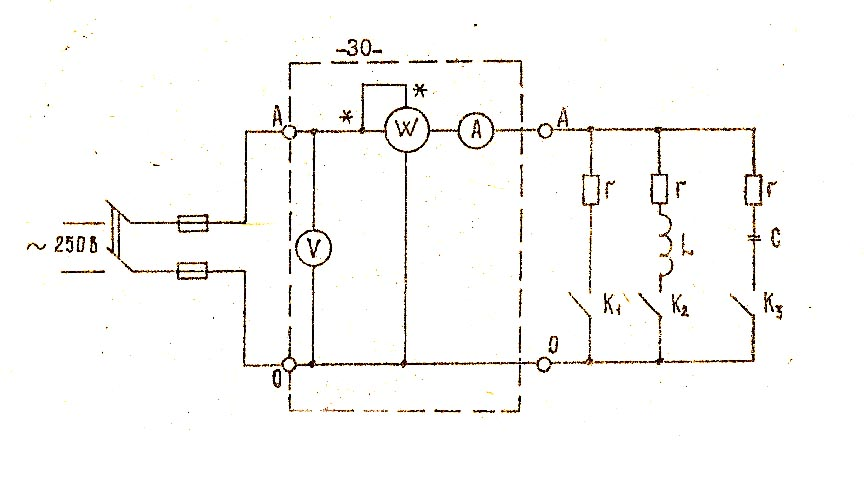 -30-
A * * W A A
r r r
~ 250В V L C
K₁ K₂ K₃
0 0